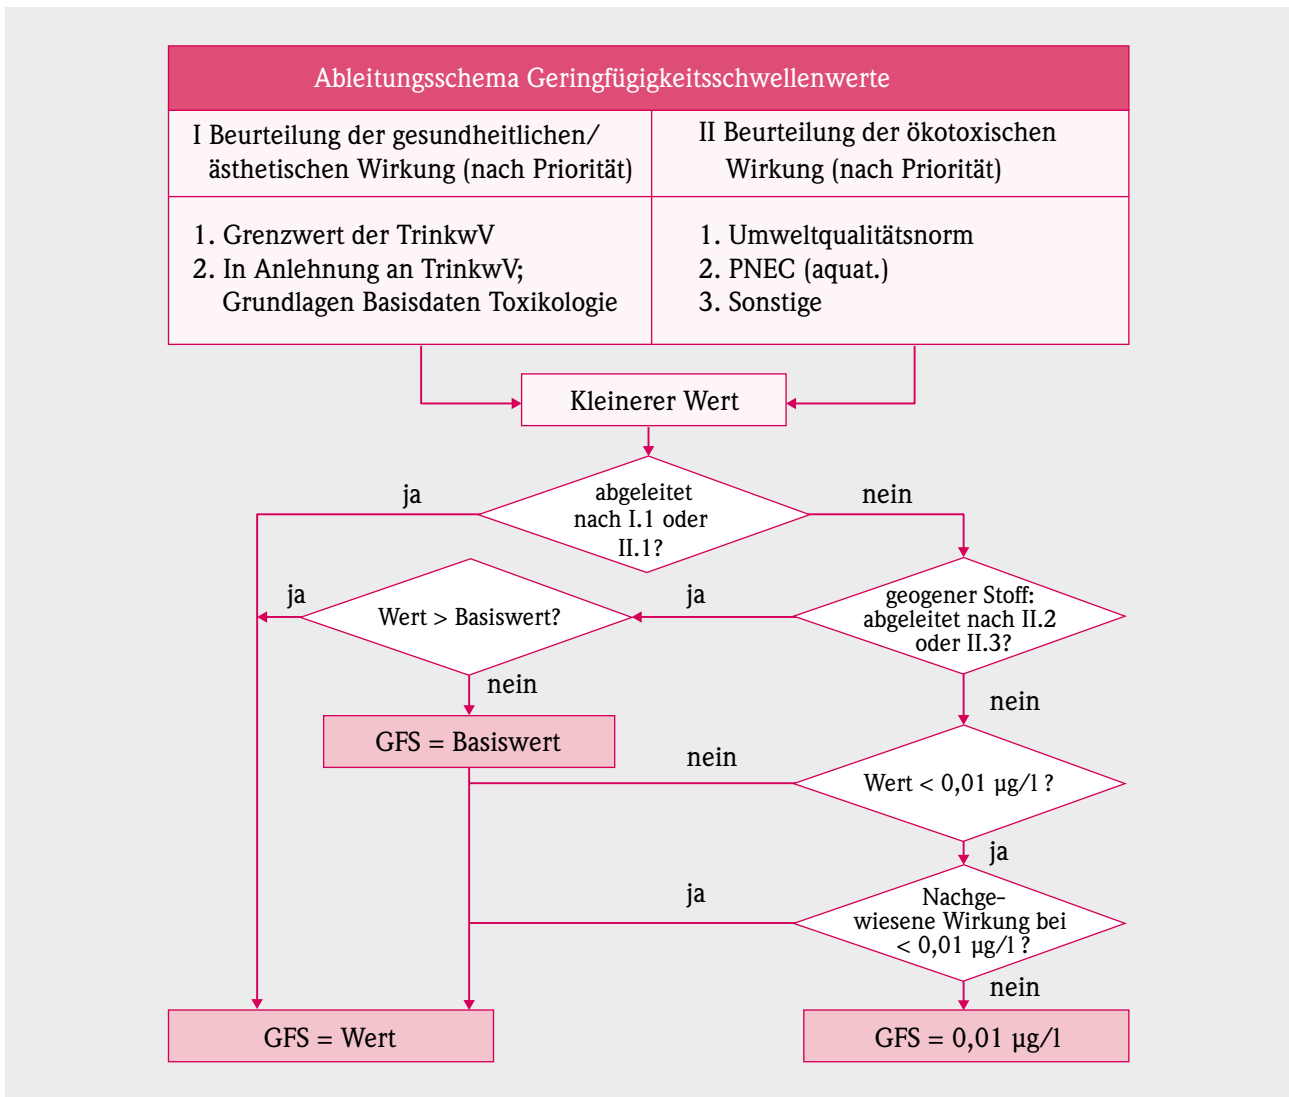 Ableitungsschema Geringfügigkeitsschwellenwerte
I Beurteilung der gesundheitlichen/
ästhetischen Wirkung (nach Priorität)
II Beurteilung der ökotoxischen
Wirkung (nach Priorität)
1. Grenzwert der TrinkwV
2. In Anlehnung an TrinkwV;
Grundlagen Basisdaten Toxikologie
1. Umweltqualitätsnorm
2. PNEC (aquat.)
3. Sonstige
Kleinerer Wert
ja
abgeleitet
nach I.1 oder
II.1?
nein
ja
Wert > Basiswert?
ja
geogener Stoff:
abgeleitet nach II.2
oder II.3?
nein
nein
GFS = Basiswert
nein
Wert < 0,01 µg/l ?
ja
ja
Nachge-
wiesene Wirkung bei
< 0,01 µg/l ?
nein
GFS = Wert
GFS = 0,01 µg/l